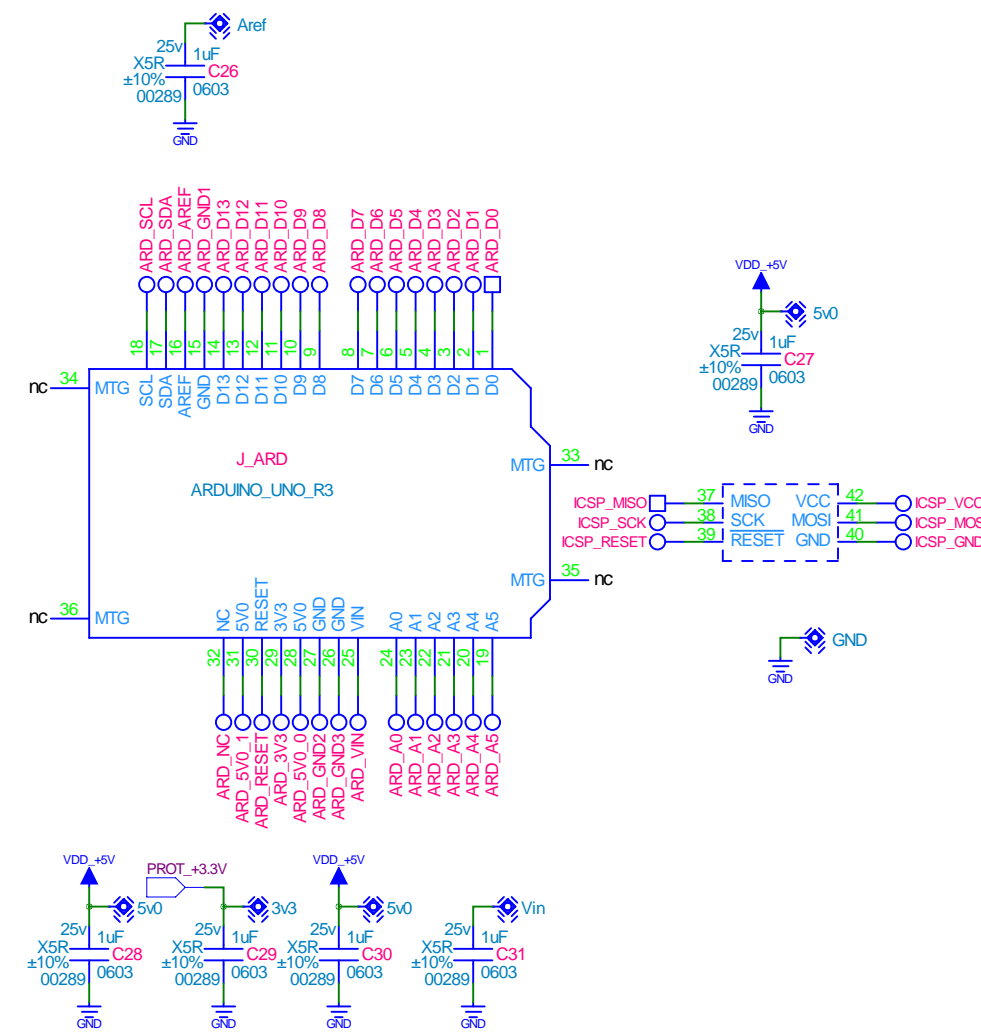 Aref
25v
1uF
X5R
C26
±10%
0603
00289
GND
ARD_SCL
ARD_SDA
ARD_AREF
ARD_GND1
ARD_D13
ARD_D12
ARD_D11
ARD_D10
ARD_D9
ARD_D8
ARD_D7
ARD_D6
ARD_D5
ARD_D4
ARD_D3
ARD_D2
ARD_D1
ARD_D0
18
17
16
15
14
13
12
11
10
9
8
7
6
5
4
3
2
1
SCL
SDA
AREF
GND
D13
D12
D11
D10
D9
D8
D7
D6
D5
D4
D3
D2
D1
D0
nc 34 MTG
J_ARD
ARDUINO_UNO_R3
MTG 33 nc
MTG 35 nc
nc 36 MTG
NC
5V0
RESET
3V3
5V0
GND
GND
VIN
A0
A1
A2
A3
A4
A5
32
31
30
29
28
27
26
25
24
23
22
21
20
19
ARD_NC
ARD_5V0_1
ARD_RESET
ARD_3V3
ARD_5V0_0
ARD_GND2
ARD_GND3
ARD_VIN
ARD_A0
ARD_A1
ARD_A2
ARD_A3
ARD_A4
ARD_A5
VDD_+5V
5v0
25v
1uF
X5R
C27
±10%
0603
00289
GND
ICSP_MISO 37 MISO VCC 42 ICSP_VCC
ICSP_SCK 38 SCK MOSI 41 ICSP_MOS
ICSP_RESET 39 RESET GND 40 ICSP_GND
GND
GND
VDD_+5V
5v0
25v
1uF
X5R
C28
±10%
0603
00289
GND
PROT_+3.3V
3v3
25v
1uF
X5R
C29
±10%
0603
00289
GND
VDD_+5V
5v0
25v
1uF
X5R
C30
±10%
0603
00289
GND
Vin
25v
1uF
X5R
C31
±10%
0603
00289
GND